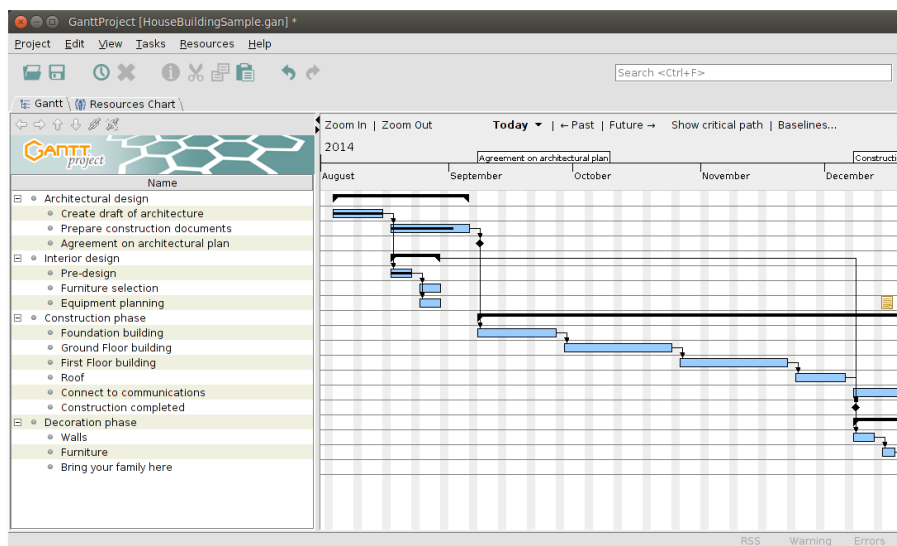 GanttProject [HouseBuildingSample.gan] *
Project Edit View Tasks Resources Help
Search <Ctrl+F>
Gantt Resources Chart
Zoom In | Zoom Out Today | ← Past | Future → Show critical path | Baselines...
GANTT project
2014
Agreement on architectural plan Constructi
August September October November December
Name
Architectural design
Create draft of architecture
Prepare construction documents
Agreement on architectural plan
Interior design
Pre-design
Furniture selection
Equipment planning
Construction phase
Foundation building
Ground Floor building
First Floor building
Roof
Connect to communications
Construction completed
Decoration phase
Walls
Furniture
Bring your family here
RSS Warning Errors